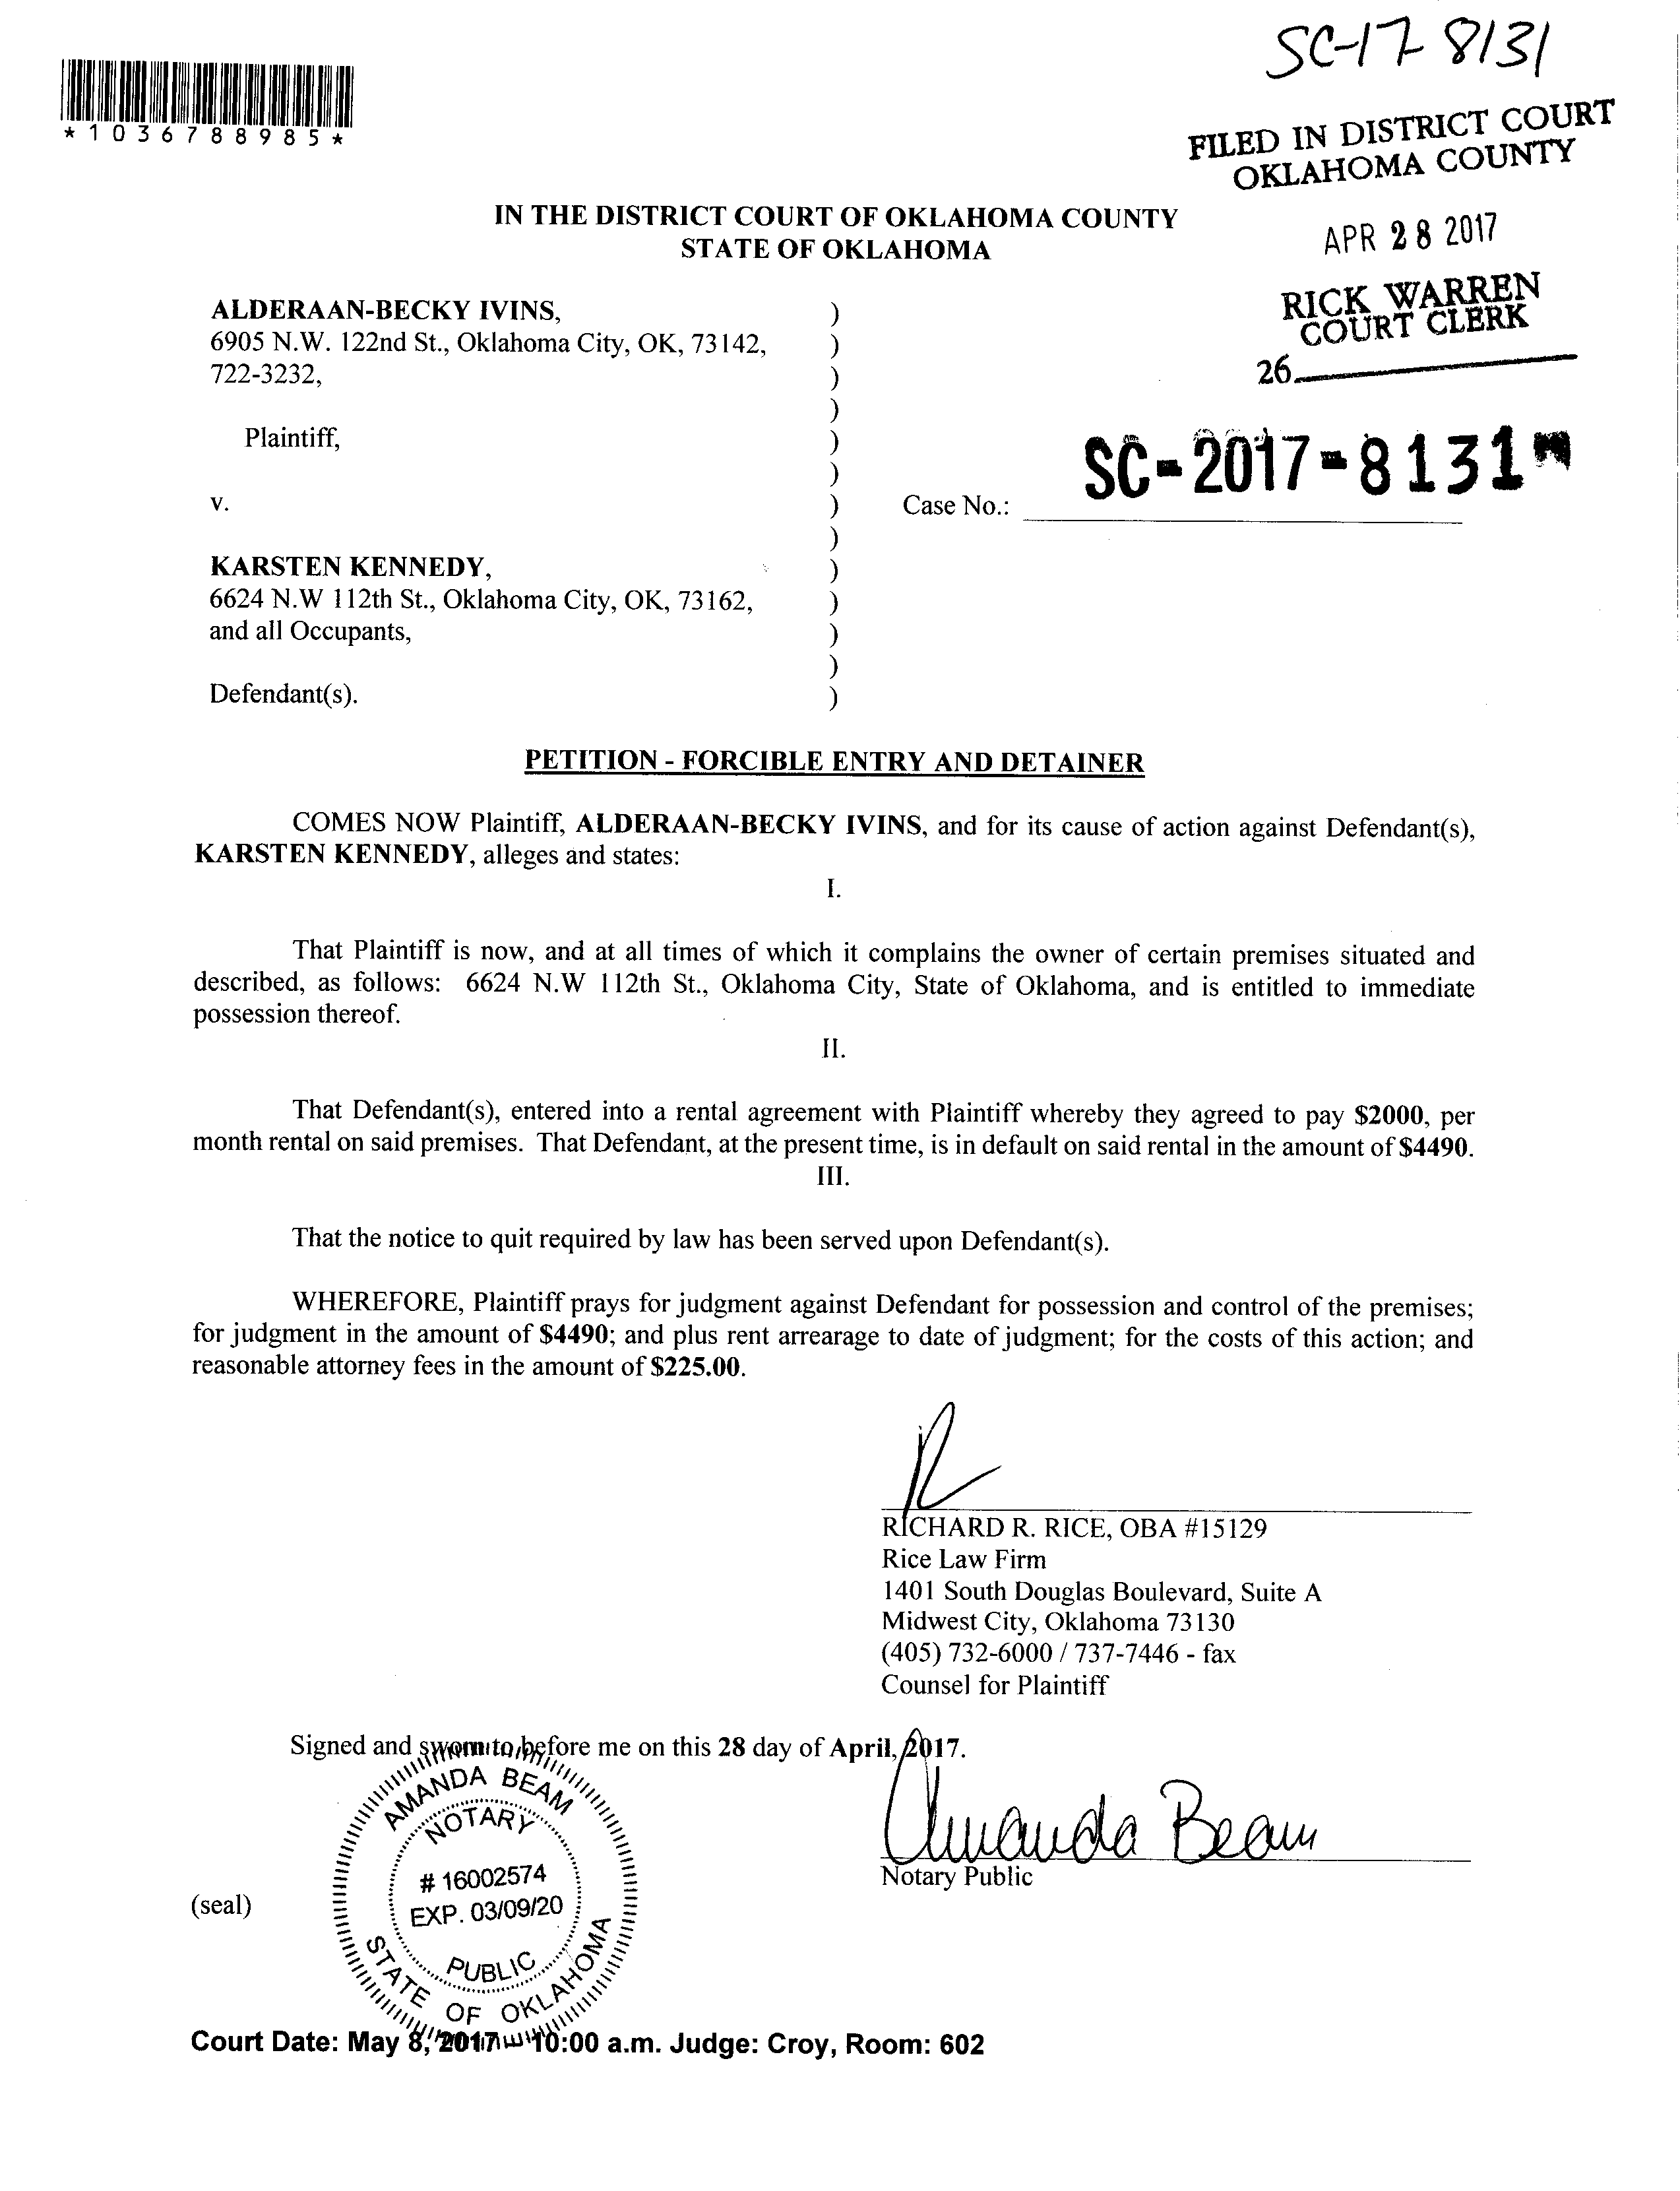 SC-17 8131
*1036788985*
FILED IN DISTRICT COURT
OKLAHOMA COUNTY
APR 28 2017
RICK WARREN
COURT CLERK
26
IN THE DISTRICT COURT OF OKLAHOMA COUNTY
STATE OF OKLAHOMA
ALDERAAN-BECKY IVINS, )
6905 N.W. 122nd St., Oklahoma City, OK, 73142, )
722-3232, )
)
Plaintiff, )
)
SC-2017-8131
v. ) Case No.:
)
KARSTEN KENNEDY, )
6624 N.W 112th St., Oklahoma City, OK, 73162, )
and all Occupants, )
)
Defendant(s). )
PETITION - FORCIBLE ENTRY AND DETAINER
COMES NOW Plaintiff, ALDERAAN-BECKY IVINS, and for its cause of action against Defendant(s),
KARSTEN KENNEDY, alleges and states:
I.
That Plaintiff is now, and at all times of which it complains the owner of certain premises situated and
described, as follows: 6624 N.W 112th St., Oklahoma City, State of Oklahoma, and is entitled to immediate
possession thereof.
II.
That Defendant(s), entered into a rental agreement with Plaintiff whereby they agreed to pay $2000, per
month rental on said premises. That Defendant, at the present time, is in default on said rental in the amount of $4490.
III.
That the notice to quit required by law has been served upon Defendant(s).
WHEREFORE, Plaintiff prays for judgment against Defendant for possession and control of the premises;
for judgment in the amount of $4490; and plus rent arrearage to date of judgment; for the costs of this action; and
reasonable attorney fees in the amount of $225.00.
RICHARD R. RICE, OBA #15129
Rice Law Firm
1401 South Douglas Boulevard, Suite A
Midwest City, Oklahoma 73130
(405) 732-6000 / 737-7446 - fax
Counsel for Plaintiff
Signed and sworn to before me on this 28 day of April, 2017.
Amanda Beam
Notary Public
(seal)
AMANDA BEAM
NOTARY
# 16002574
EXP. 03/09/20
PUBLIC
STATE OF OKLAHOMA
Court Date: May 8, 2017 10:00 a.m. Judge: Croy, Room: 602